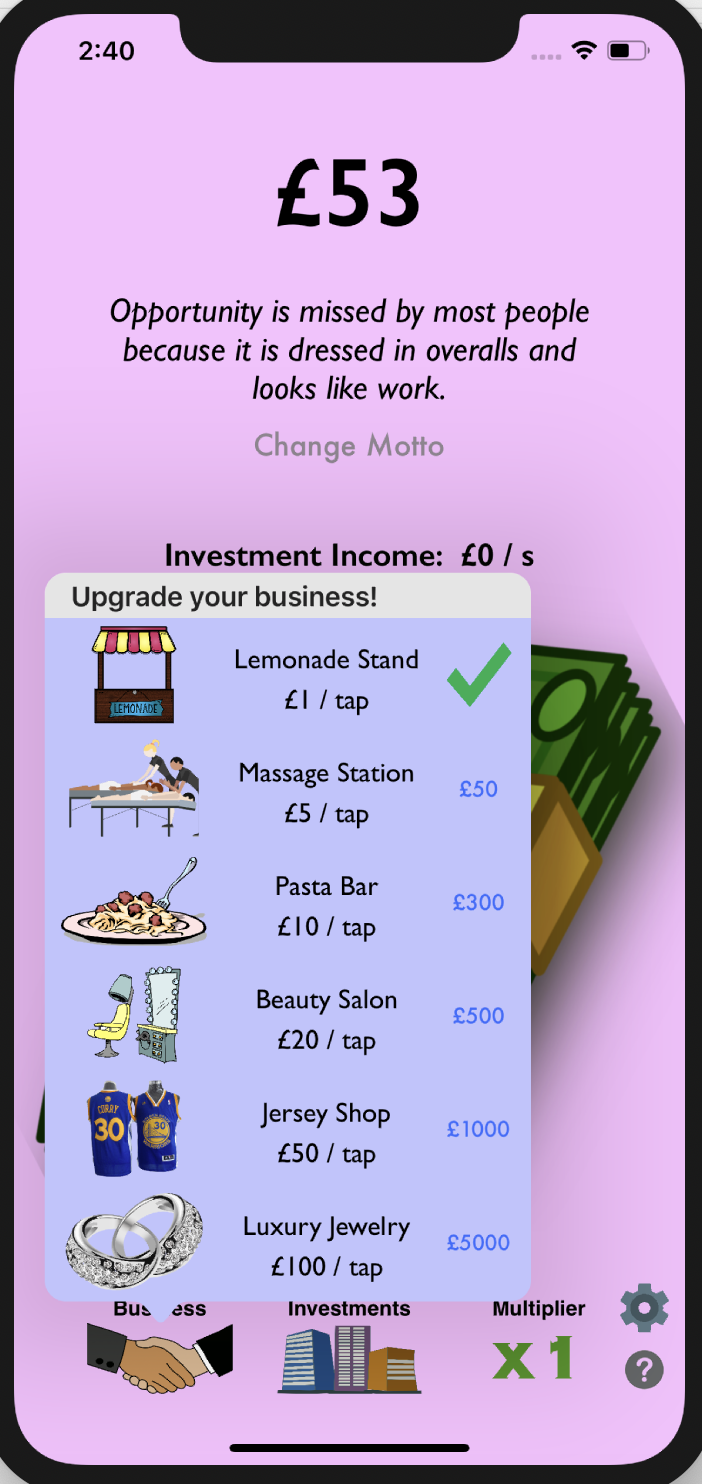 2:40
£53
Opportunity is missed by most people
because it is dressed in overalls and
looks like work.
Change Motto
Investment Income: £0 / s
Upgrade your business!
LEMONADE
Lemonade Stand
£1 / tap
Massage Station
£5 / tap
£50
Pasta Bar
£10 / tap
£300
Beauty Salon
£20 / tap
£500
CURRY
30
30
Jersey Shop
£50 / tap
£1000
Luxury Jewelry
£100 / tap
£5000
Bus ess
Investments
Multiplier
x 1
?